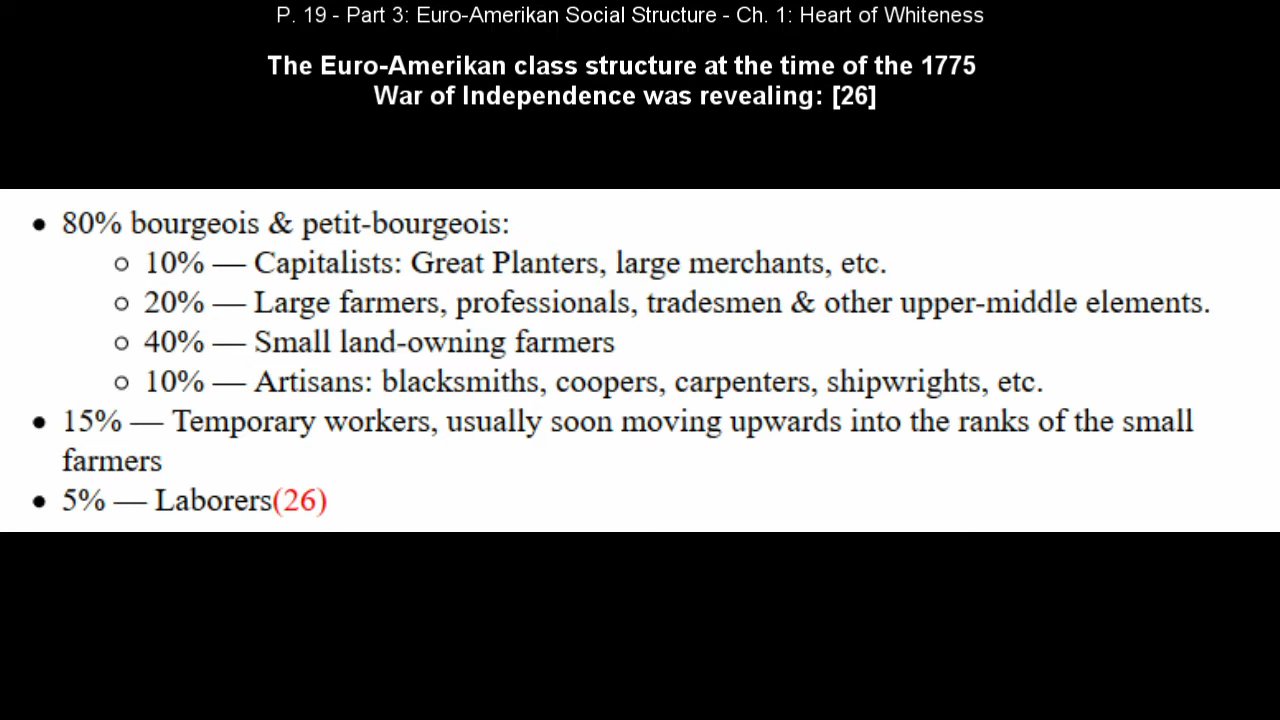 P. 19 - Part 3: Euro-Amerikan Social Structure - Ch. 1: Heart of Whiteness
The Euro-Amerikan class structure at the time of the 1775
War of Independence was revealing: [26]
• 80% bourgeois & petit-bourgeois:
○ 10% — Capitalists: Great Planters, large merchants, etc.
○ 20% — Large farmers, professionals, tradesmen & other upper-middle elements.
○ 40% — Small land-owning farmers
○ 10% — Artisans: blacksmiths, coopers, carpenters, shipwrights, etc.
• 15% — Temporary workers, usually soon moving upwards into the ranks of the small
farmers
• 5% — Laborers(26)